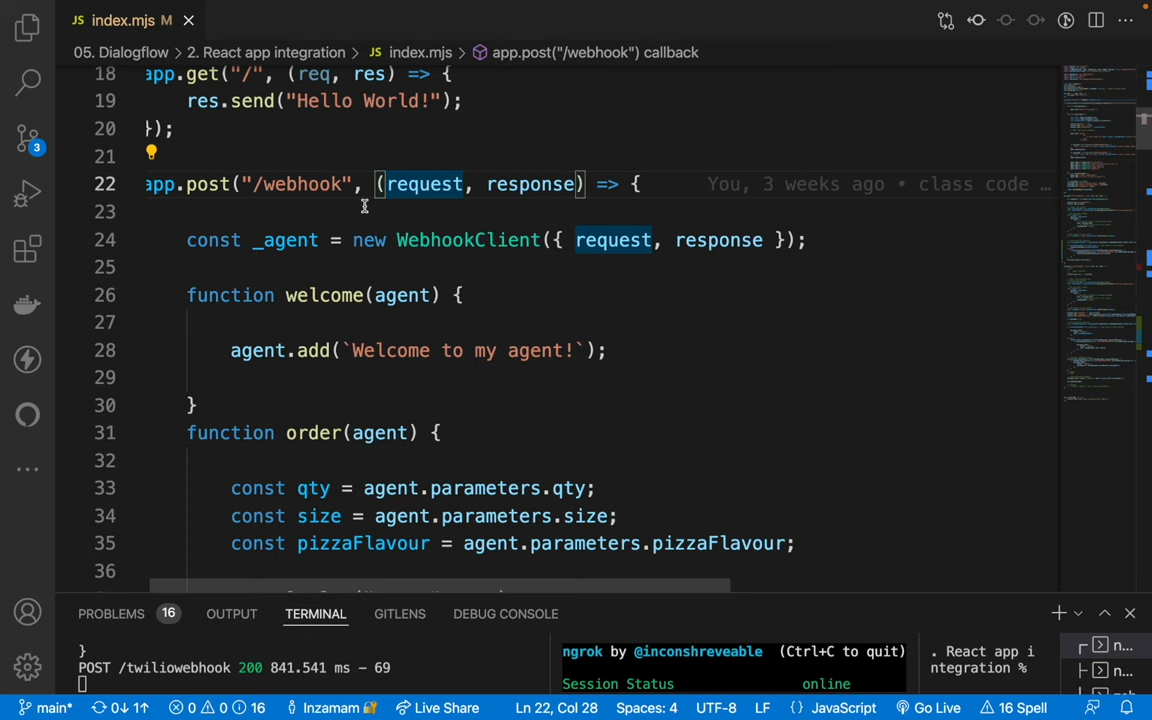 JS index.mjs M
05. Dialogflow > 2. React app integration > JS index.mjs > app.post("/webhook") callback
18 app.get("/", (req, res) => {
19 res.send("Hello World!");
20 });
21
22 app.post("/webhook", (request, response) => { You, 3 weeks ago • class code …
23
24 const _agent = new WebhookClient({ request, response });
25
26 function welcome(agent) {
27
28 agent.add(`Welcome to my agent!`);
29
30 }
31 function order(agent) {
32
33 const qty = agent.parameters.qty;
34 const size = agent.parameters.size;
35 const pizzaFlavour = agent.parameters.pizzaFlavour;
36
3
PROBLEMS 16 OUTPUT TERMINAL GITLENS DEBUG CONSOLE
}
POST /twiliowebhook 200 841.541 ms - 69
ngrok by @inconshreveable (Ctrl+C to quit)
Session Status online
. React app i
ntegration %
n...
n...
main* 0↓ 1↑ 0 0 16 Inzamam Live Share Ln 22, Col 28 Spaces: 4 UTF-8 LF {} JavaScript Go Live 16 Spell